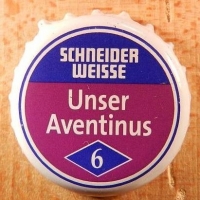 SCHNEIDER
WEISSE
Unser
Aventinus
6